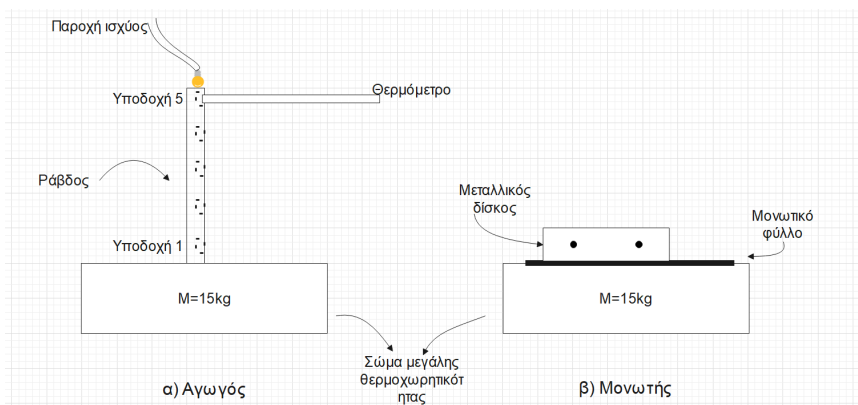 Παροχή ισχύος
Υποδοχή 5
Θερμόμετρο
Ράβδος
Υποδοχή 1
M=15kg
α) Αγωγός
Μεταλλικός
δίσκος
Μονωτικό
φύλλο
M=15kg
Σώμα μεγάλης
θερμοχωρητικότ
ητας
β) Μονωτής